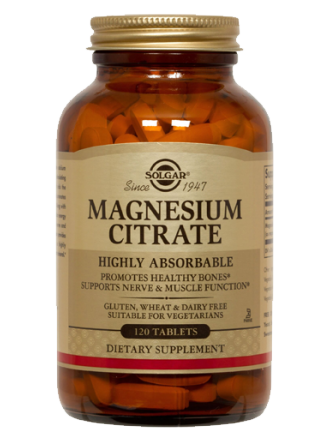 SOLGAR®
Since 1947
MAGNESIUM
CITRATE
HIGHLY ABSORBABLE
PROMOTES HEALTHY BONES*
SUPPORTS NERVE & MUSCLE FUNCTION*
GLUTEN, WHEAT & DAIRY FREE
SUITABLE FOR VEGETARIANS
120 TABLETS
DIETARY SUPPLEMENT